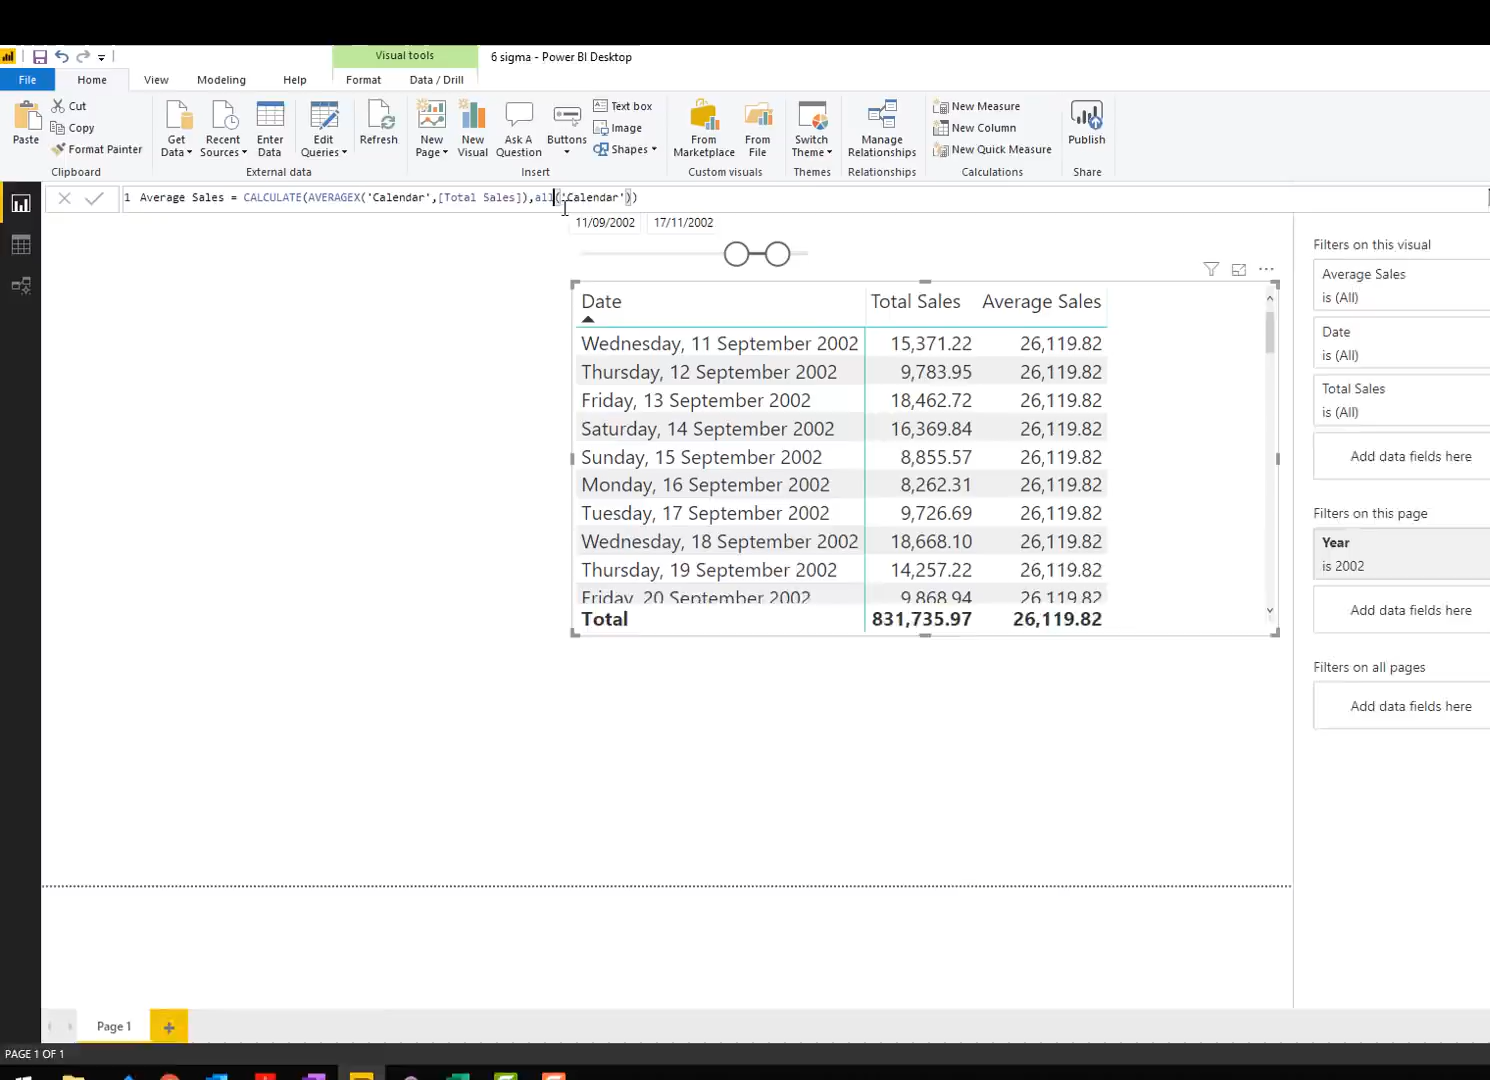 Visual tools
6 sigma - Power BI Desktop
File Home View Modeling Help Format Data / Drill
Paste
Cut
Copy
Format Painter
Clipboard
Get Data
Recent Sources
Enter Data
Edit Queries
Refresh
External data
New Page
New Visual
Ask A Question
Buttons
Text box
Image
Shapes
Insert
From Marketplace
From File
Custom visuals
Switch Theme
Themes
Manage Relationships
Relationships
New Measure
New Column
New Quick Measure
Calculations
Publish
Share
1 Average Sales = CALCULATE(AVERAGEX('Calendar',[Total Sales]),all('Calendar'))
11/09/2002 17/11/2002
Date Total Sales Average Sales
Wednesday, 11 September 2002 15,371.22 26,119.82
Thursday, 12 September 2002 9,783.95 26,119.82
Friday, 13 September 2002 18,462.72 26,119.82
Saturday, 14 September 2002 16,369.84 26,119.82
Sunday, 15 September 2002 8,855.57 26,119.82
Monday, 16 September 2002 8,262.31 26,119.82
Tuesday, 17 September 2002 9,726.69 26,119.82
Wednesday, 18 September 2002 18,668.10 26,119.82
Thursday, 19 September 2002 14,257.22 26,119.82
Friday, 20 September 2002 9,868.94 26,119.82
Total 831,735.97 26,119.82
Filters on this visual
Average Sales
is (All)
Date
is (All)
Total Sales
is (All)
Add data fields here
Filters on this page
Year
is 2002
Add data fields here
Filters on all pages
Add data fields here
Page 1
PAGE 1 OF 1